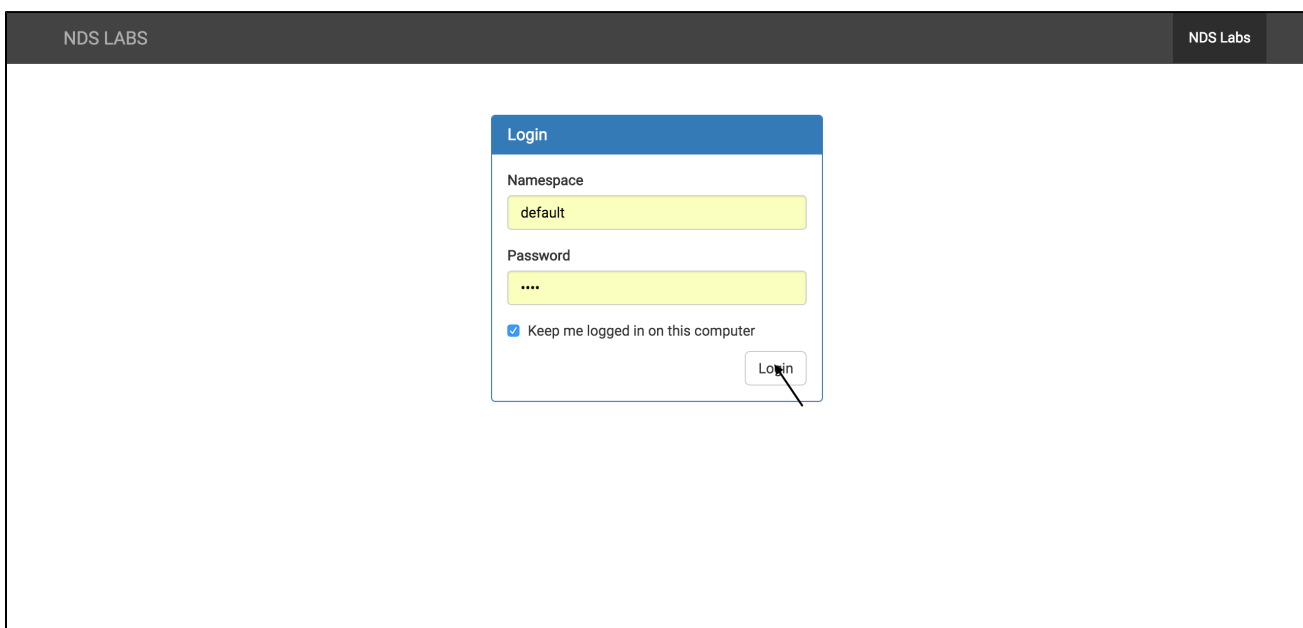 NDS LABS
NDS Labs
Login
Namespace
default
Password
••••
Keep me logged in on this computer
Login